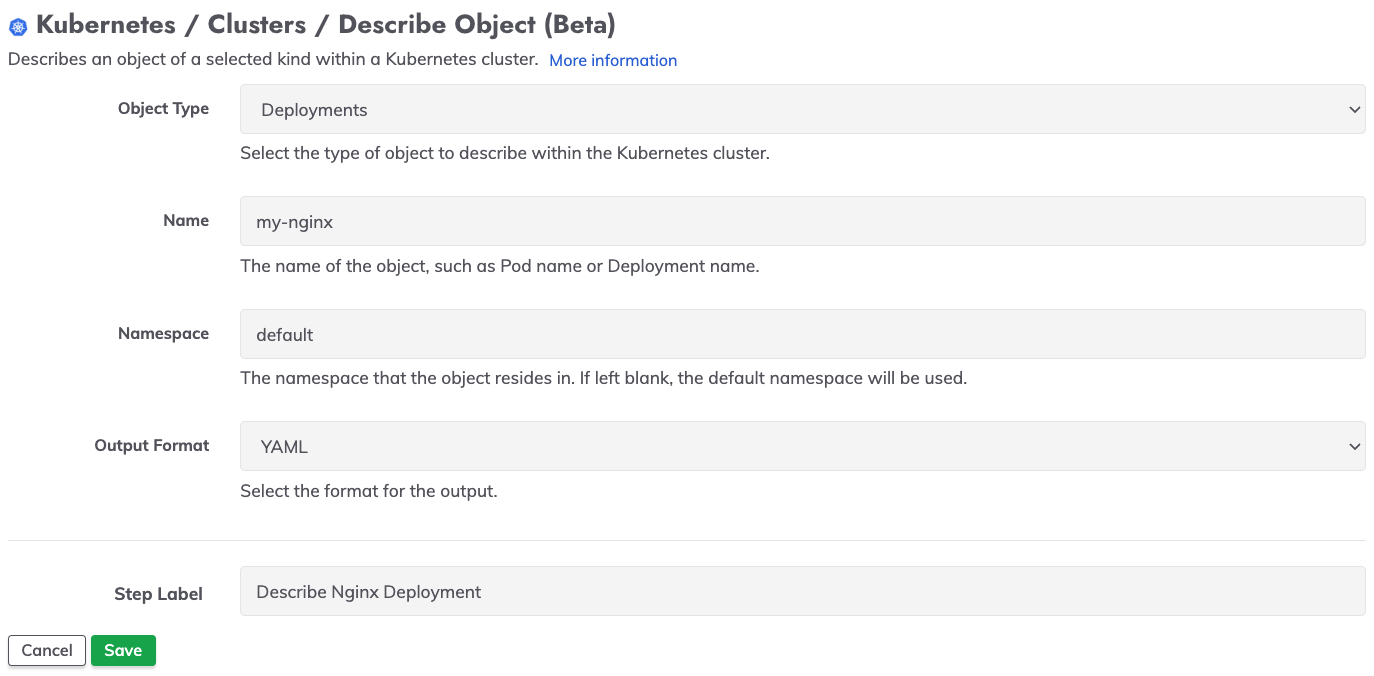 Kubernetes / Clusters / Describe Object (Beta)
Describes an object of a selected kind within a Kubernetes cluster. More information
Object Type
Deployments
Select the type of object to describe within the Kubernetes cluster.
Name
my-nginx
The name of the object, such as Pod name or Deployment name.
Namespace
default
The namespace that the object resides in. If left blank, the default namespace will be used.
Output Format
YAML
Select the format for the output.
Step Label
Describe Nginx Deployment
Cancel Save